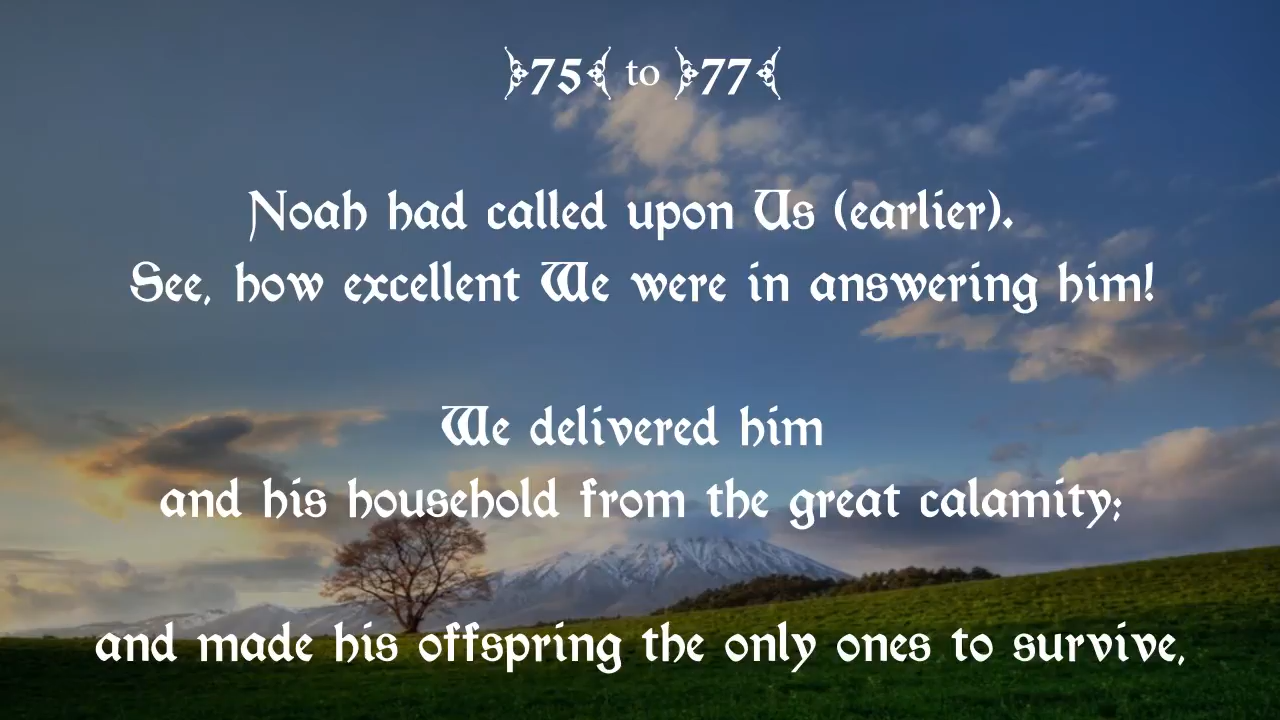 75 to 77
Noah had called upon Us (earlier).
See, how excellent We were in answering him!
We delivered him
and his household from the great calamity;
and made his offspring the only ones to survive,